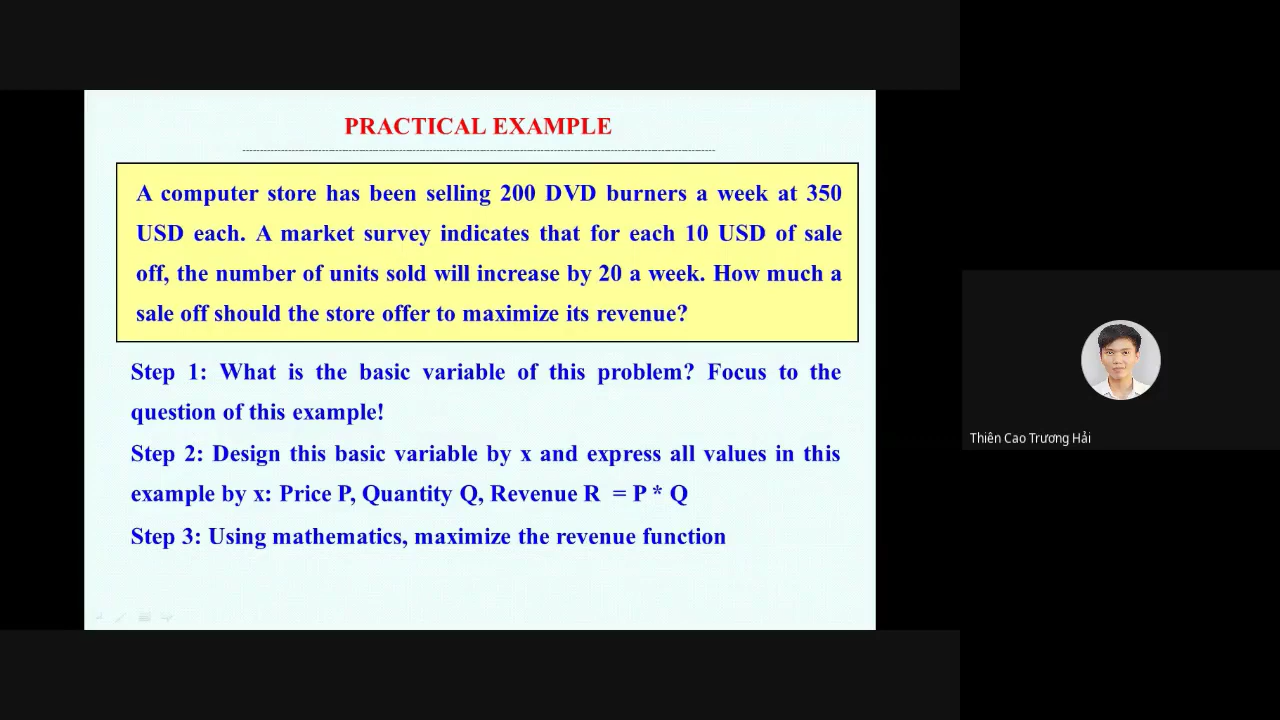 PRACTICAL EXAMPLE
A computer store has been selling 200 DVD burners a week at 350
USD each. A market survey indicates that for each 10 USD of sale
off, the number of units sold will increase by 20 a week. How much a
sale off should the store offer to maximize its revenue?
Step 1: What is the basic variable of this problem? Focus to the
question of this example!
Step 2: Design this basic variable by x and express all values in this
example by x: Price P, Quantity Q, Revenue R = P * Q
Step 3: Using mathematics, maximize the revenue function
Thiên Cao Trương Hải